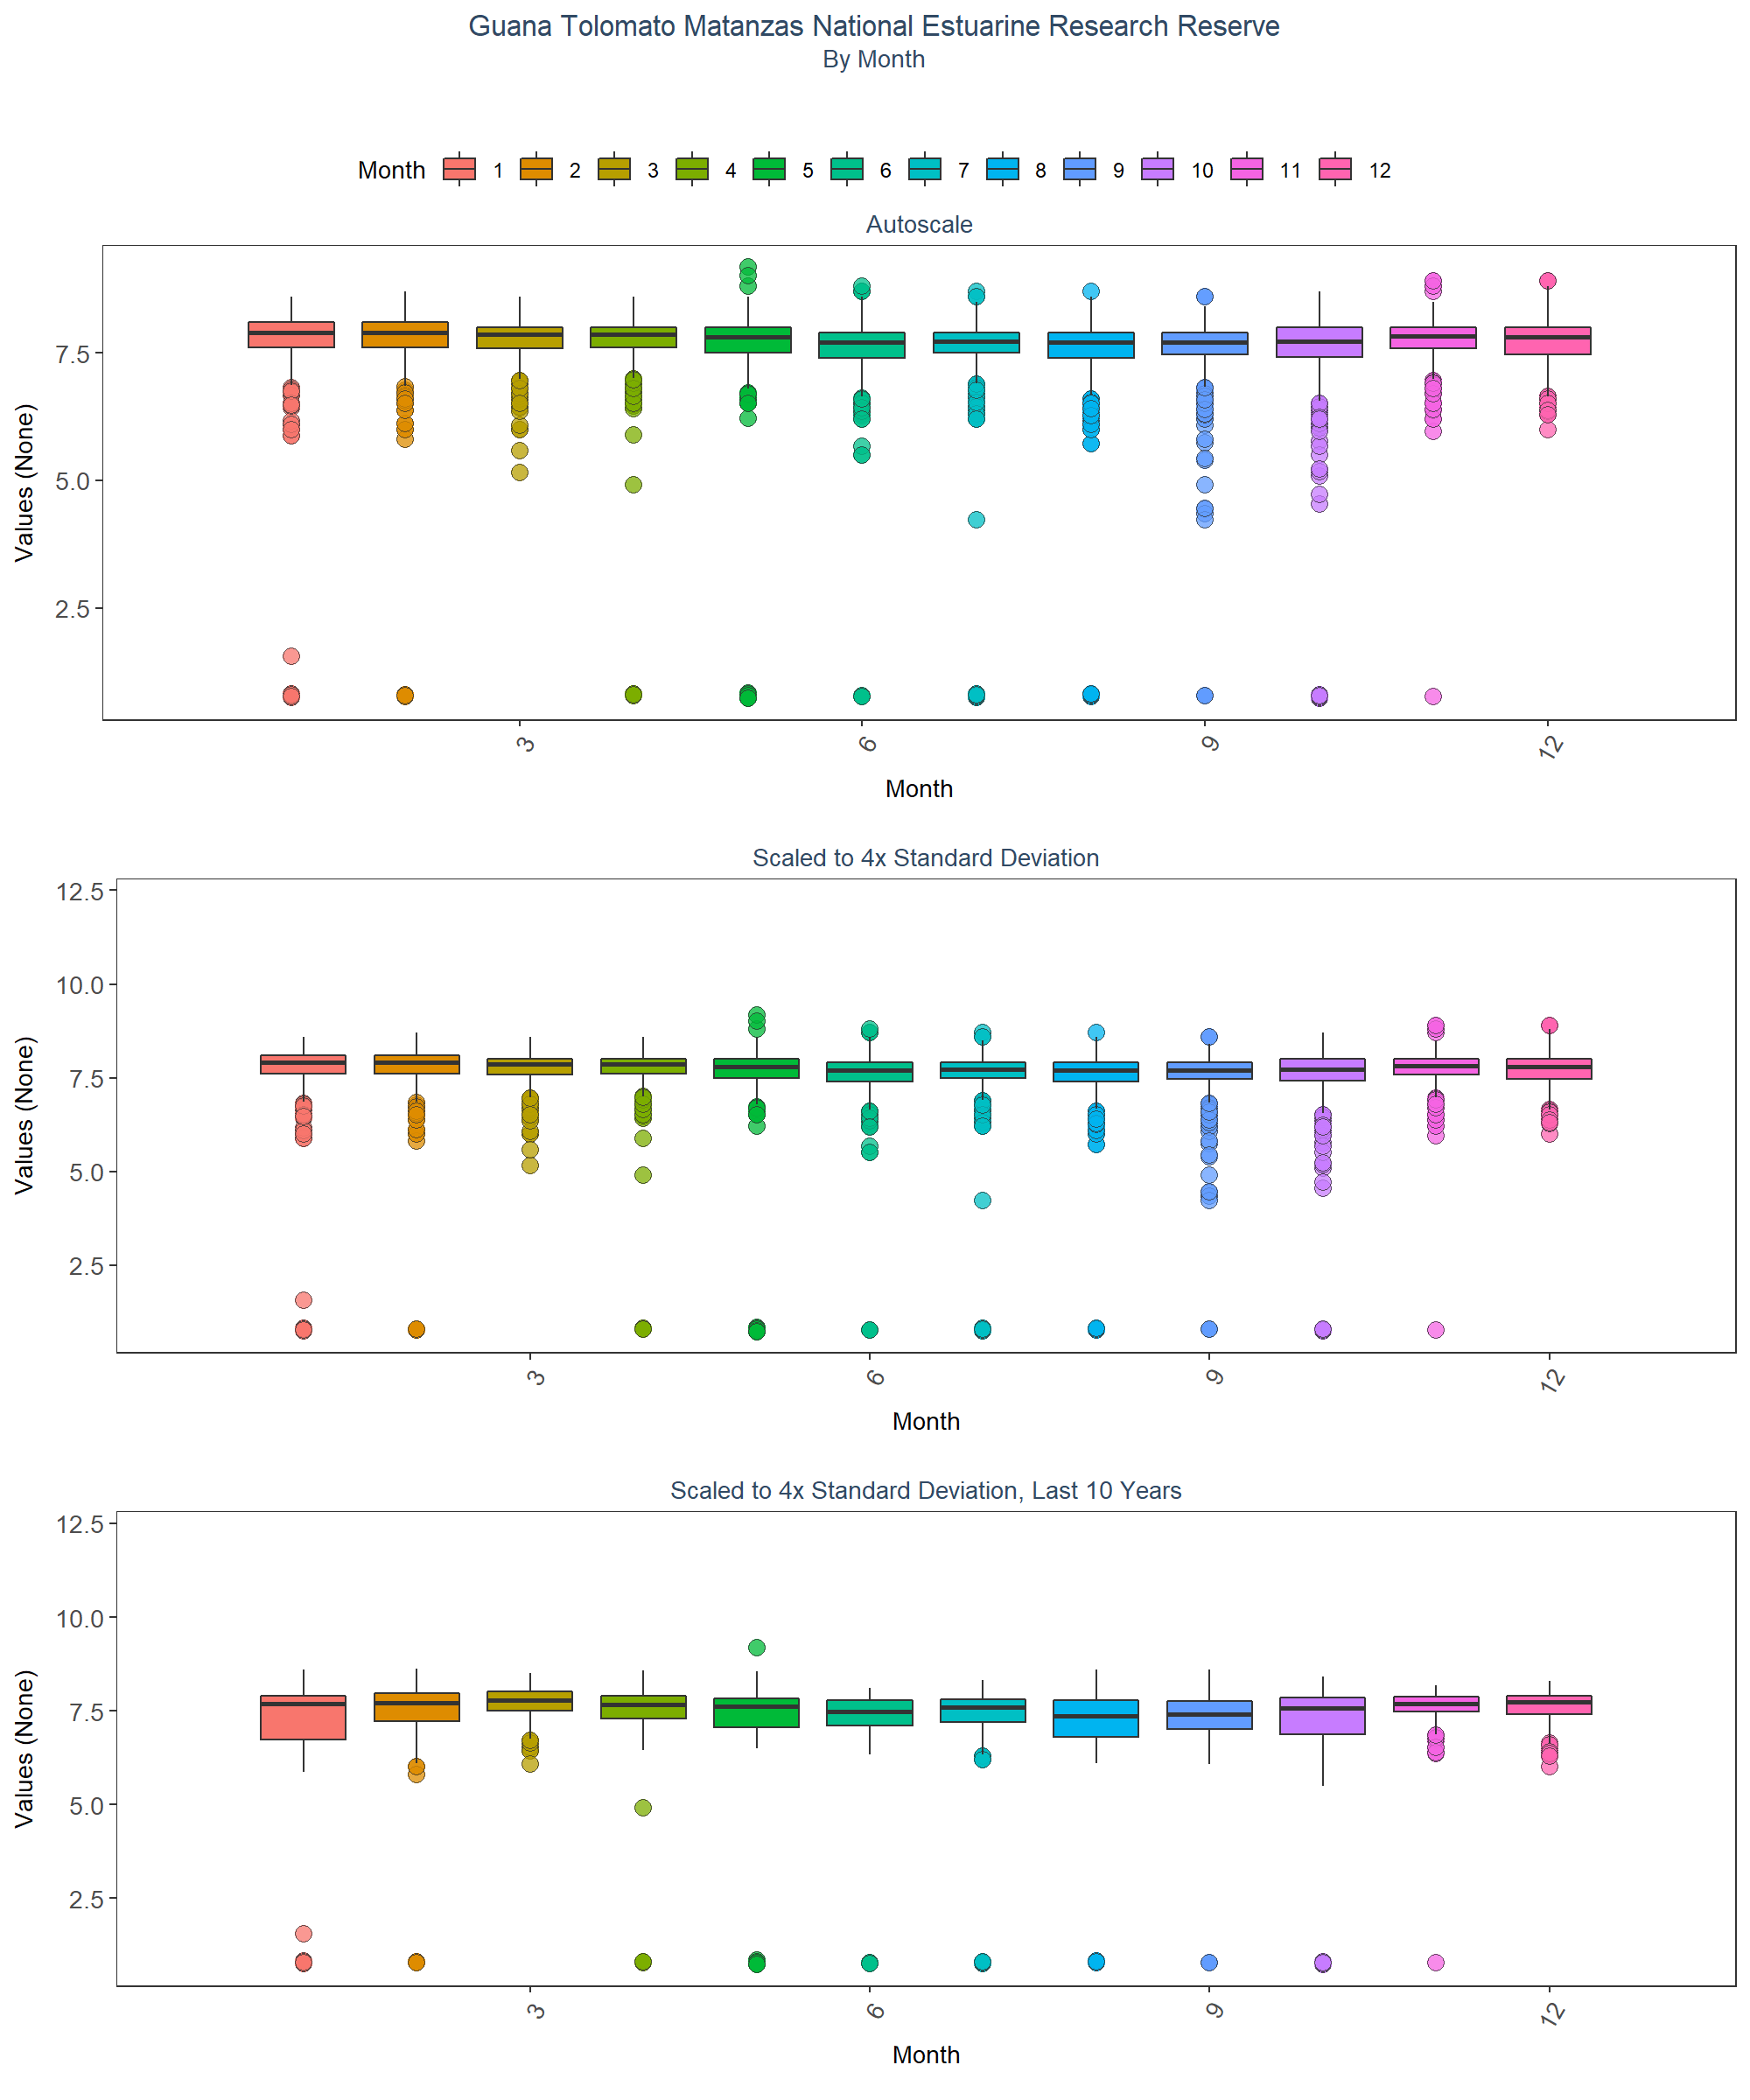 Guana Tolomato Matanzas National Estuarine Research Reserve
By Month
Month 1 2 3 4 5 6 7 8 9 10 11 12
Autoscale
Values (None)
7.5
5.0
2.5
3 6 9 12
Month
Scaled to 4x Standard Deviation
Values (None)
12.5
10.0
7.5
5.0
2.5
3 6 9 12
Month
Scaled to 4x Standard Deviation, Last 10 Years
Values (None)
12.5
10.0
7.5
5.0
2.5
3 6 9 12
Month